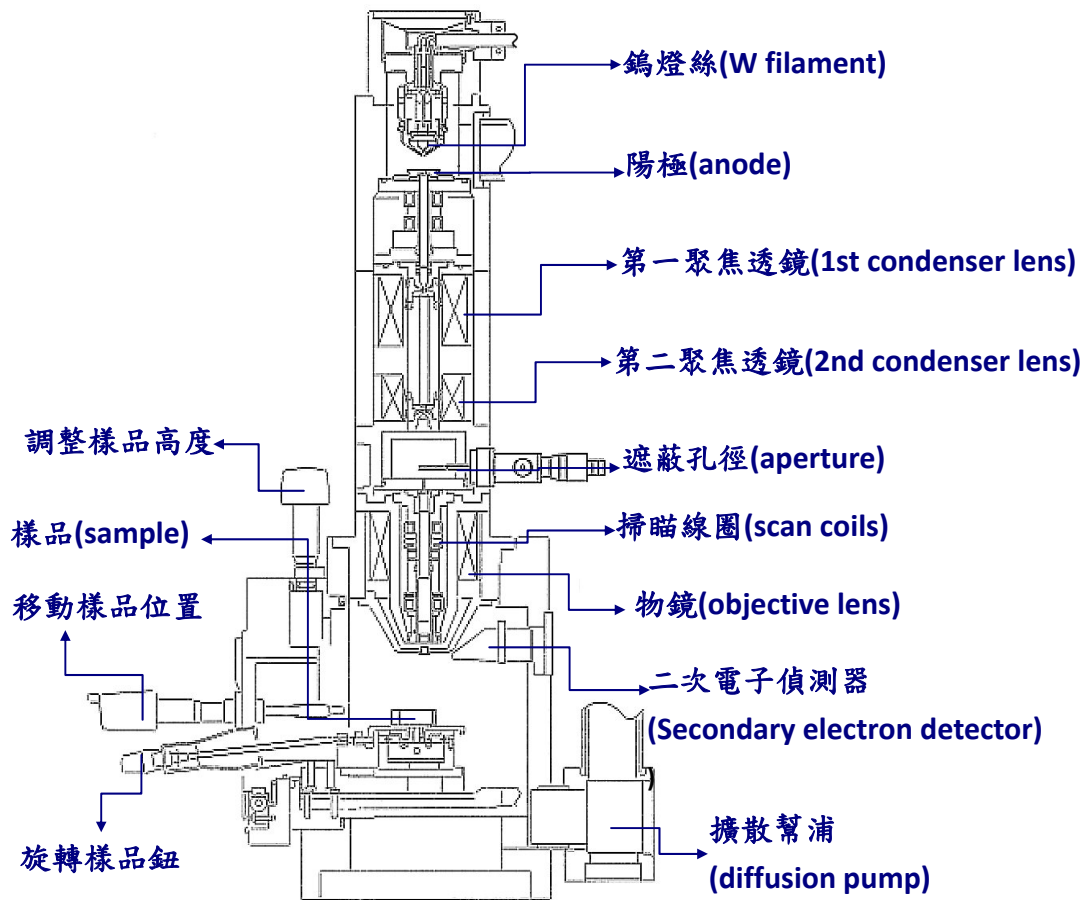 鎢燈絲(W filament)
陽極(anode)
第一聚焦透鏡(1st condenser lens)
第二聚焦透鏡(2nd condenser lens)
調整樣品高度
遮蔽孔徑(aperture)
樣品(sample)
掃瞄線圈(scan coils)
移動樣品位置
物鏡(objective lens)
二次電子偵測器
(Secondary electron detector)
旋轉樣品鈕
擴散幫浦
(diffusion pump)